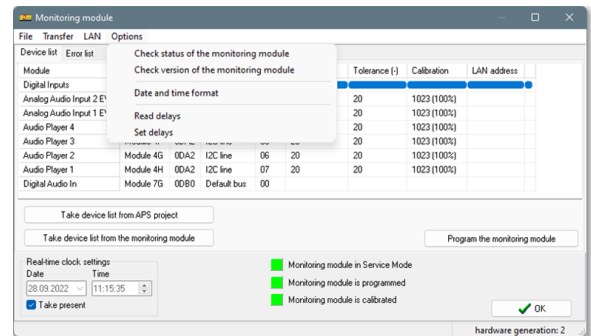 Monitoring module
File Transfer LAN Options
Device list Error list
Check status of the monitoring module
Check version of the monitoring module
Date and time format
Read delays
Set delays
Module Tolerance (-) Calibration LAN address
Digital Inputs
Analog Audio Input 2 20 1023 (100%)
Analog Audio Input 1 20 1023 (100%)
Audio Player 4 20 1023 (100%)
Audio Player 3 20 1023 (100%)
Audio Player 2 Module 4G 0DA2 I2C line 06 20 20 1023 (100%)
Audio Player 1 Module 4H 0DA2 I2C line 07 20 20 1023 (100%)
Digital Audio In Module 7G 0DB0 Default bus 00
Take device list from APS project
Take device list from the monitoring module
Program the monitoring module
Real-time clock settings
Date Time
28.09.2022 11:15:35
Take present
Monitoring module in Service Mode
Monitoring module is programmed
Monitoring module is calibrated
OK
hardware generation: 2